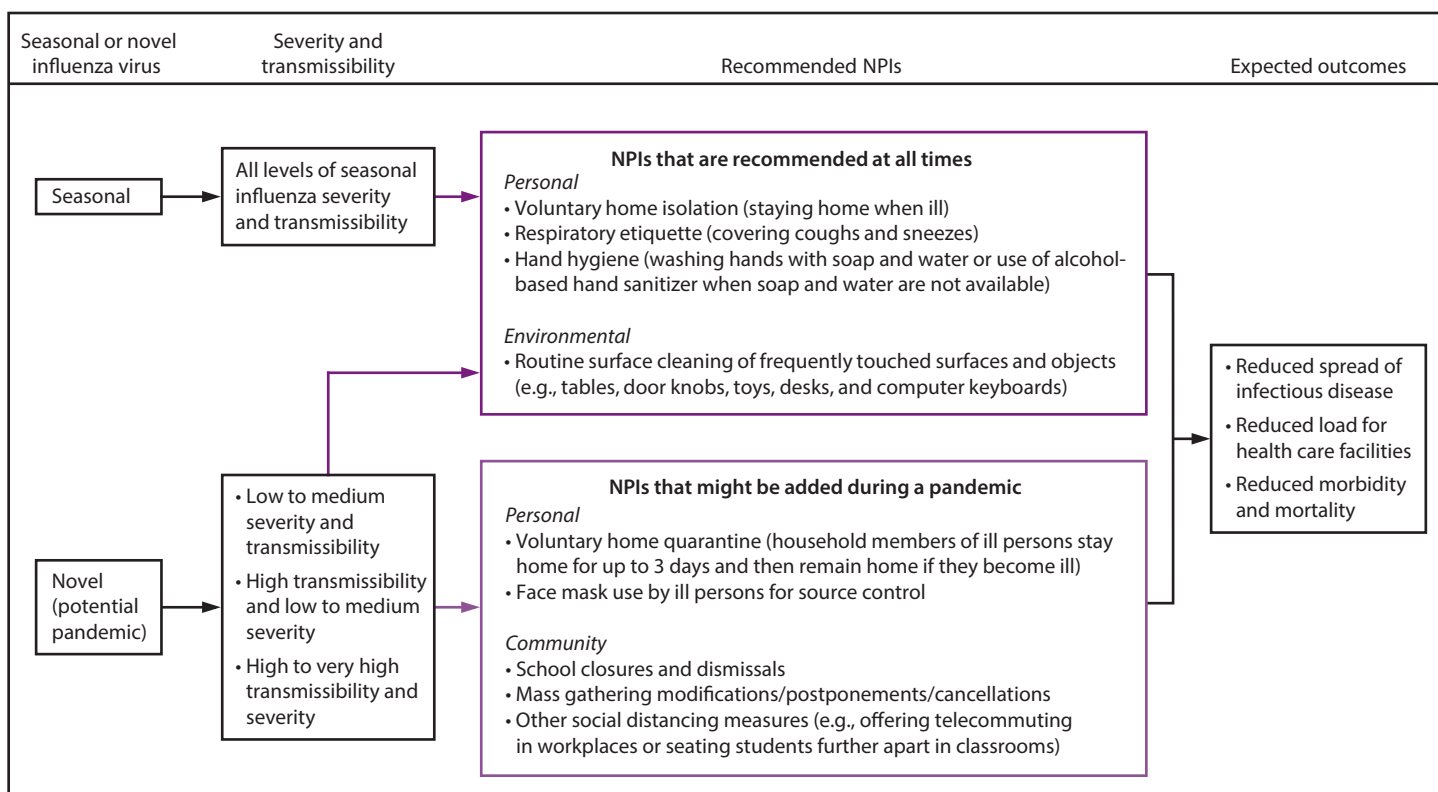 Seasonal or novel
influenza virus
Severity and
transmissibility
Recommended NPIs
Expected outcomes
Seasonal
All levels of seasonal
influenza severity
and transmissibility
NPIs that are recommended at all times
Personal
• Voluntary home isolation (staying home when ill)
• Respiratory etiquette (covering coughs and sneezes)
• Hand hygiene (washing hands with soap and water or use of alcohol-
based hand sanitizer when soap and water are not available)
Environmental
• Routine surface cleaning of frequently touched surfaces and objects
(e.g., tables, door knobs, toys, desks, and computer keyboards)
Novel
(potential
pandemic)
• Low to medium
severity and
transmissibility
• High transmissibility
and low to medium
severity
• High to very high
transmissibility and
severity
NPIs that might be added during a pandemic
Personal
• Voluntary home quarantine (household members of ill persons stay
home for up to 3 days and then remain home if they become ill)
• Face mask use by ill persons for source control
Community
• School closures and dismissals
• Mass gathering modifications/postponements/cancellations
• Other social distancing measures (e.g., offering telecommuting
in workplaces or seating students further apart in classrooms)
• Reduced spread of
infectious disease
• Reduced load for
health care facilities
• Reduced morbidity
and mortality